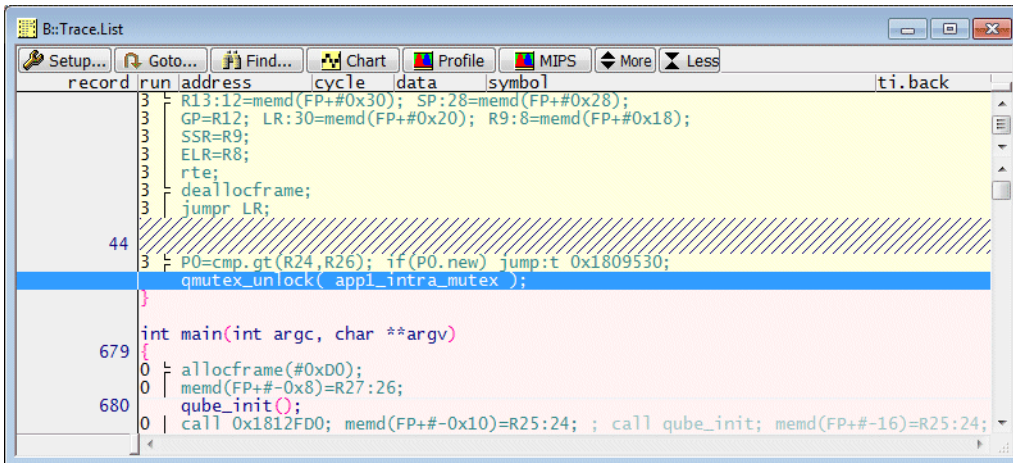 B::Trace.List
Setup... Goto... Find... Chart Profile MIPS More Less
record run address cycle data symbol ti.back
3 R13:12=memd(FP+#0x30); SP:28=memd(FP+#0x28);
3 GP=R12; LR:30=memd(FP+#0x20); R9:8=memd(FP+#0x18);
3 SSR=R9;
3 ELR=R8;
3 rte;
3 deallocframe;
3 jumpr LR;
44
3 P0=cmp.gt(R24,R26); if(P0.new) jump:t 0x1809530;
qmutex_unlock( app1_intra_mutex );
}
int main(int argc, char **argv)
679 {
0 allocframe(#0xD0);
0 memd(FP+#-0x8)=R27:26;
680 qube_init();
0 call 0x1812FD0; memd(FP+#-0x10)=R25:24; ; call qube_init; memd(FP+#-16)=R25:24;